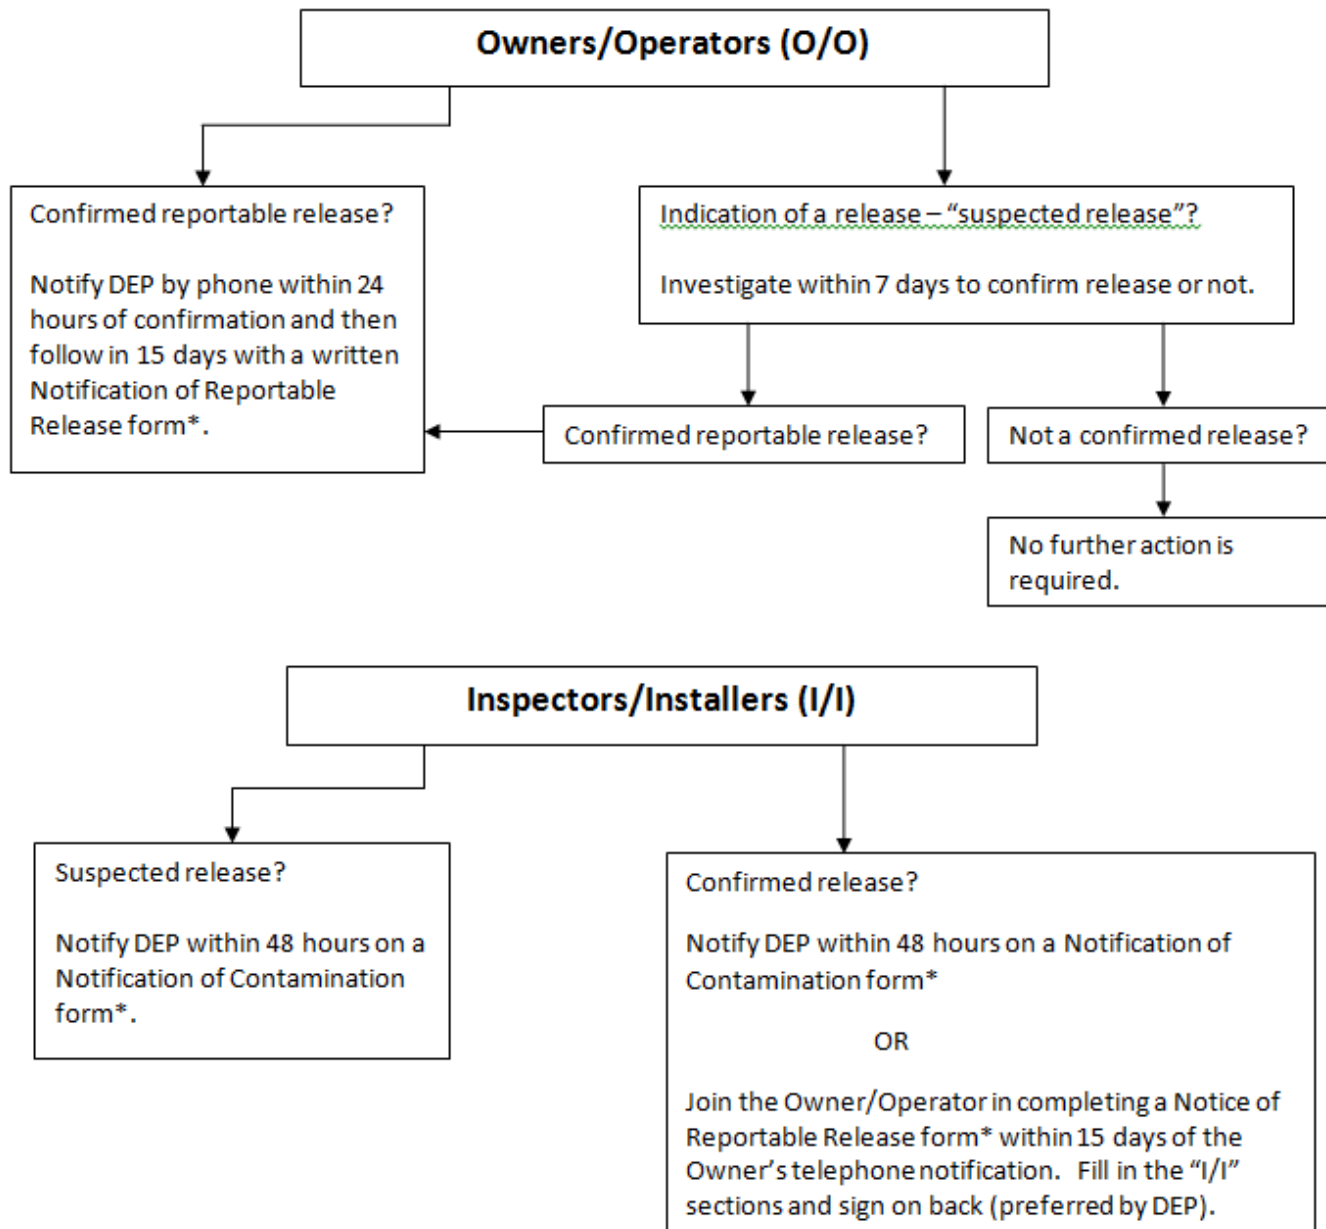 Owners/Operators (O/O)
Confirmed reportable release?
Notify DEP by phone within 24
hours of confirmation and then
follow in 15 days with a written
Notification of Reportable
Release form*.
Indication of a release – “suspected release”?
Investigate within 7 days to confirm release or not.
Confirmed reportable release?
Not a confirmed release?
No further action is
required.
Inspectors/Installers (I/I)
Suspected release?
Notify DEP within 48 hours on a
Notification of Contamination
form*.
Confirmed release?
Notify DEP within 48 hours on a Notification of
Contamination form*
OR
Join the Owner/Operator in completing a Notice of
Reportable Release form* within 15 days of the
Owner’s telephone notification.  Fill in the “I/I”
sections and sign on back (preferred by DEP).